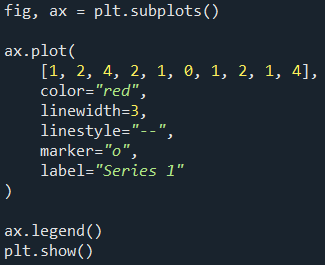 fig, ax = plt.subplots()

ax.plot(
    [1, 2, 4, 2, 1, 0, 1, 2, 1, 4],
    color="red",
    linewidth=3,
    linestyle="--",
    marker="o",
    label="Series 1"
)

ax.legend()
plt.show()